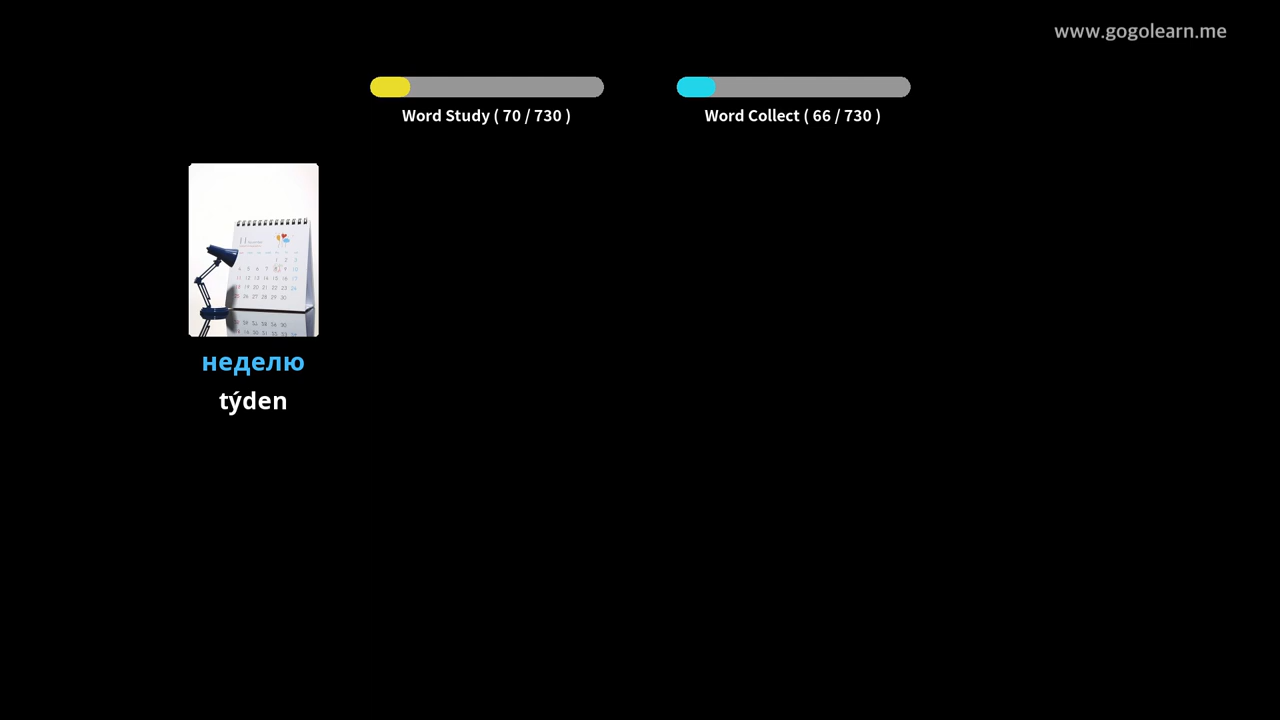 www.gogolearn.me
Word Study ( 70 / 730 )
Word Collect ( 66 / 730 )
неделю
týden